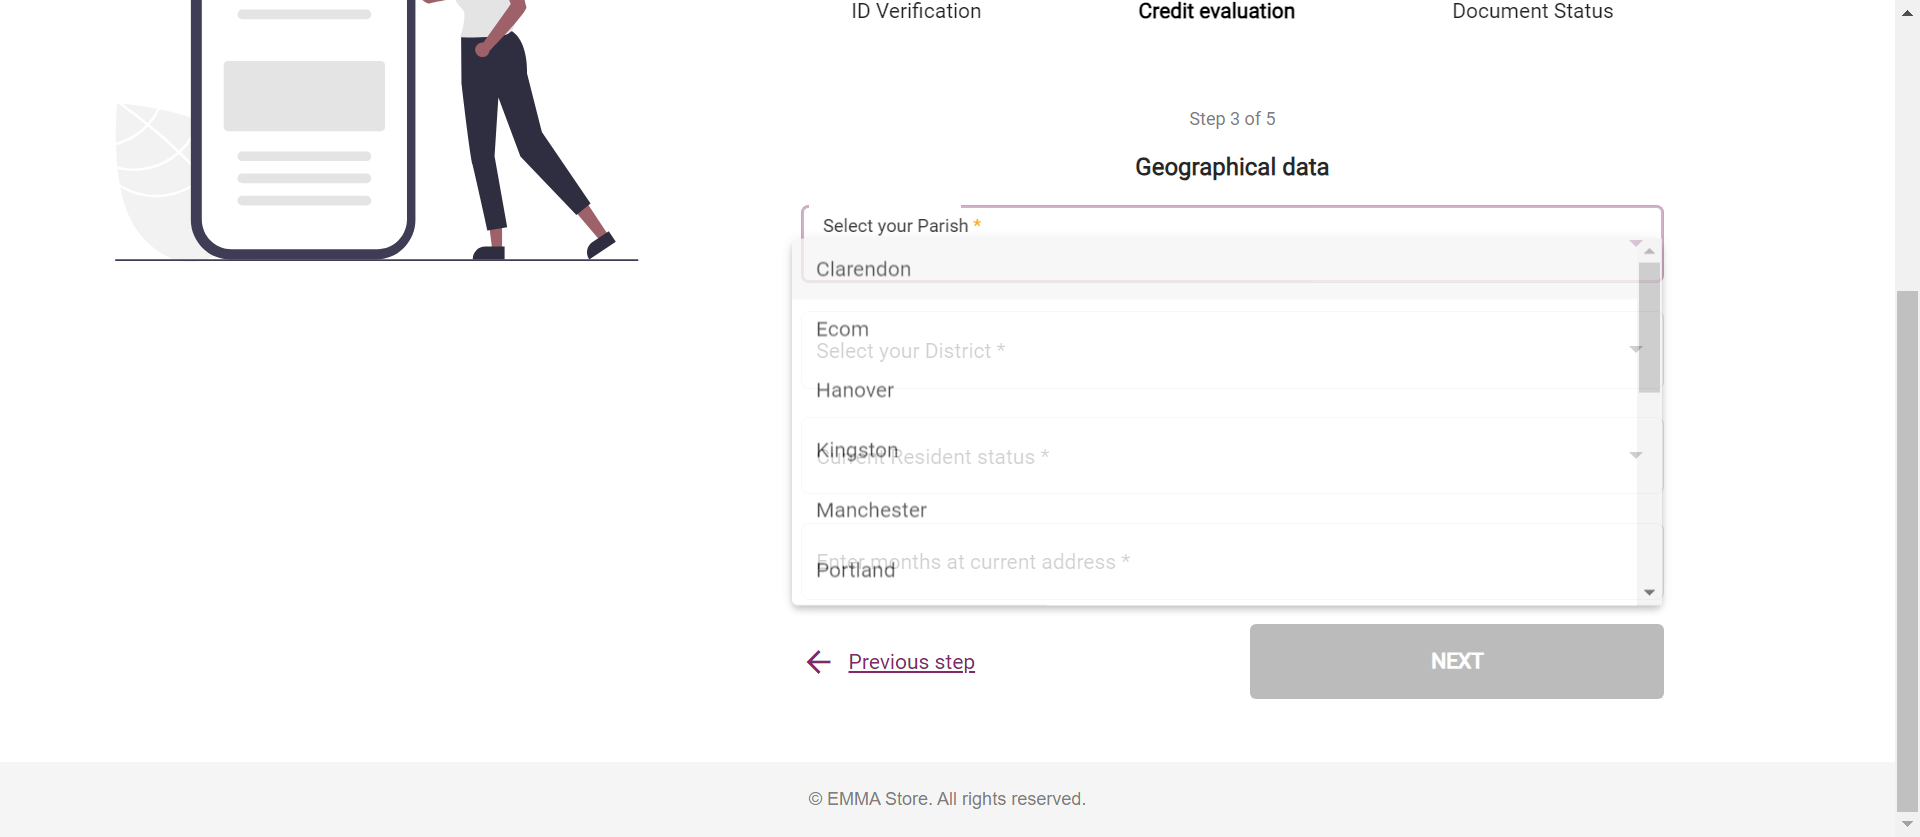 ID Verification
Credit evaluation
Document Status
Step 3 of 5
Geographical data
Select your Parish *
Clarendon
Ecom
Select your District *
Hanover
Kingston
Current Resident status *
Manchester
Enter months at current address *
Portland
Previous step
NEXT
© EMMA Store. All rights reserved.